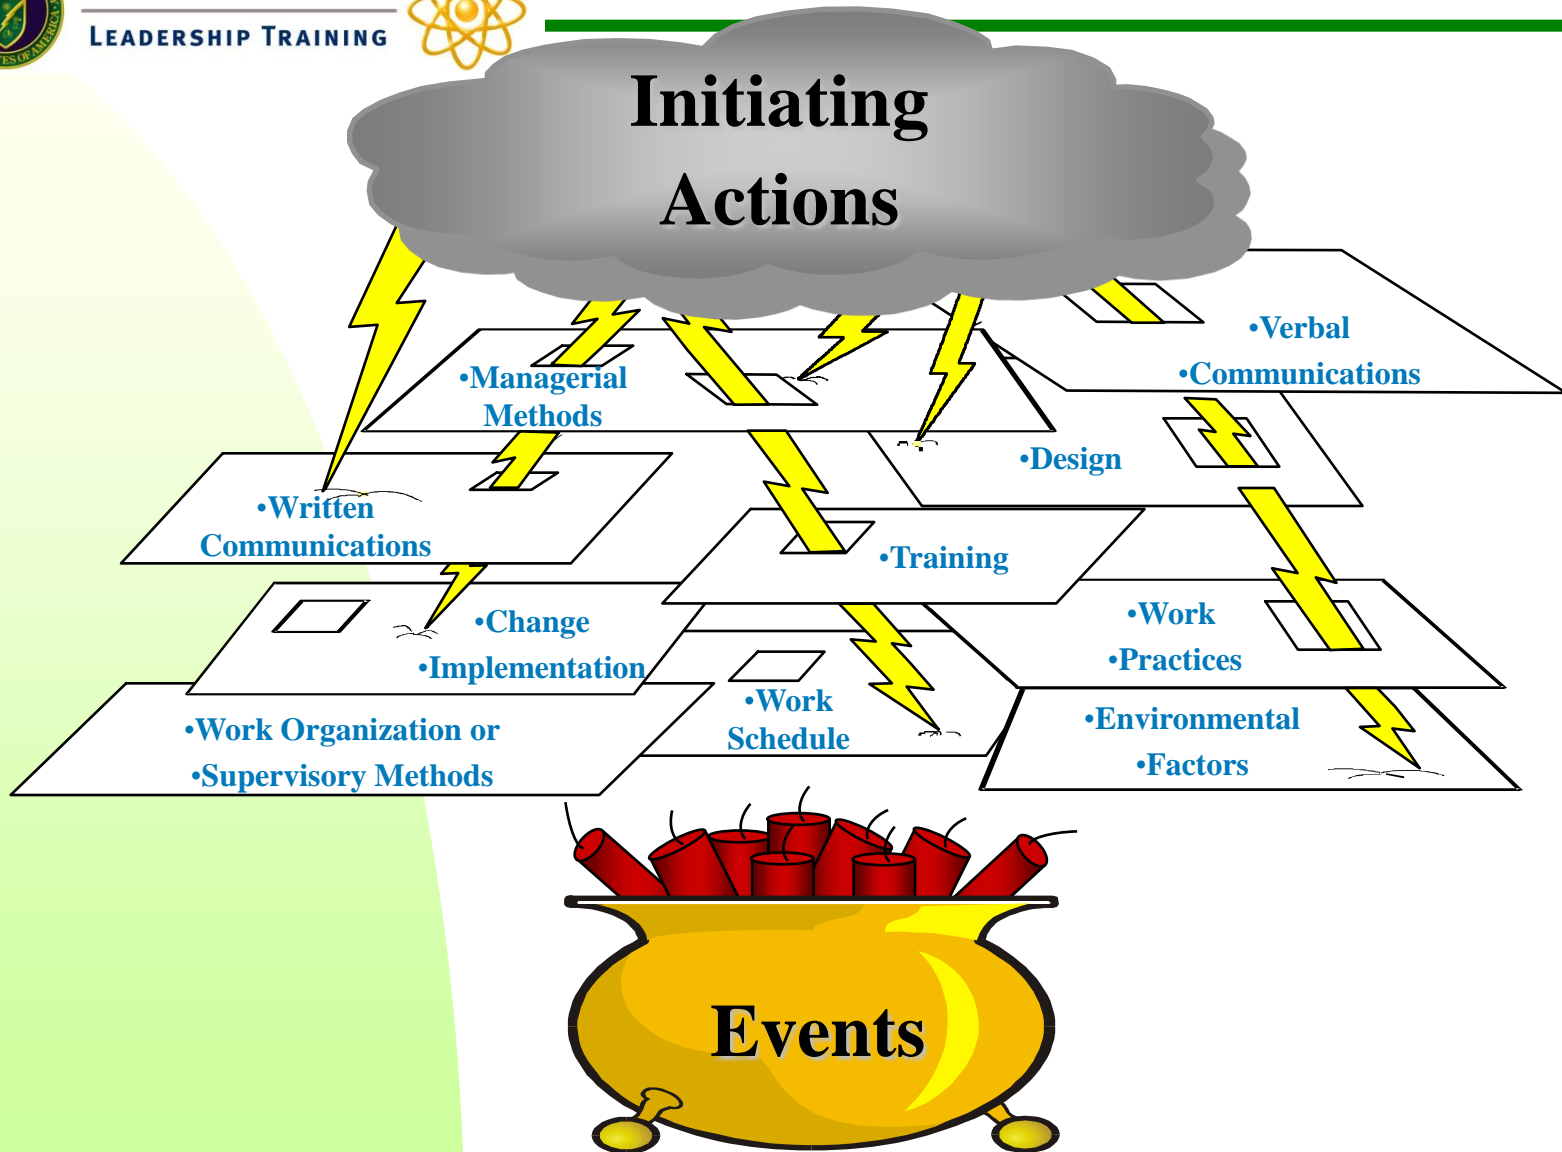 LEADERSHIP TRAINING
Initiating
Actions
•Verbal
•Communications
•Managerial
Methods
•Design
•Written
Communications
•Training
•Change
•Implementation
•Work
•Practices
•Work Organization or
•Supervisory Methods
•Work
Schedule
•Environmental
•Factors
Events